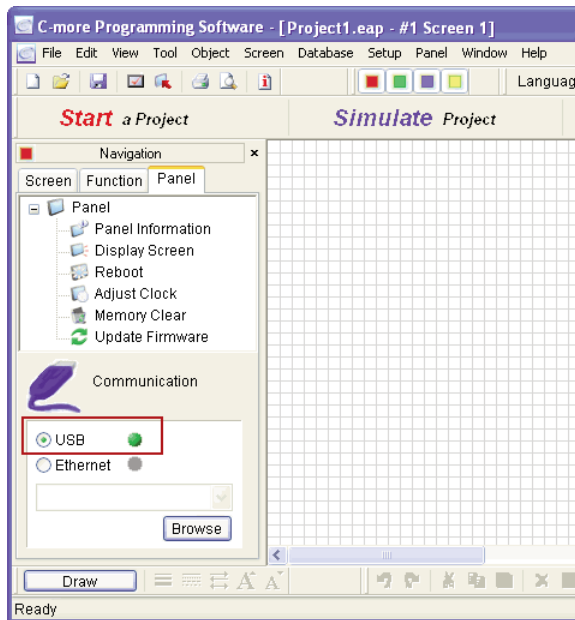 C-more Programming Software - [Project1.eap - #1 Screen 1]
File Edit View Tool Object Screen Database Setup Panel Window Help
Languag
Start a Project Simulate Project
Navigation
Screen Function Panel
Panel
Panel Information
Display Screen
Reboot
Adjust Clock
Memory Clear
Update Firmware
Communication
USB
Ethernet
Browse
Draw A A
Ready